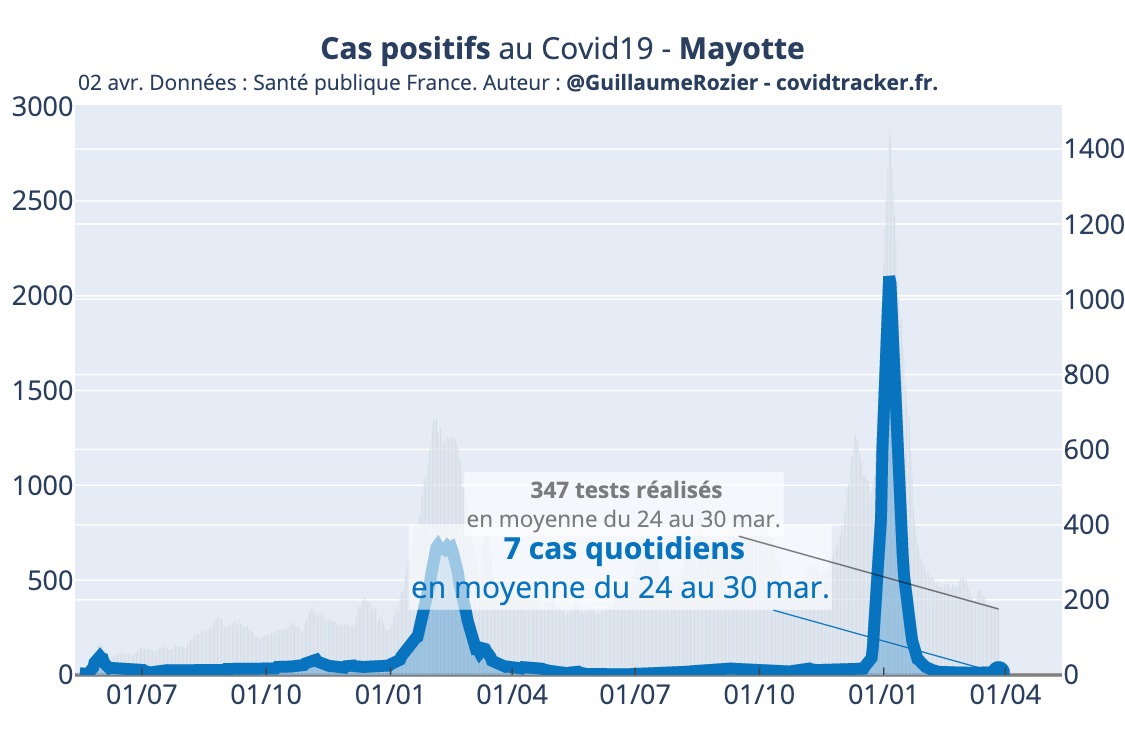 Cas positifs au Covid19 - Mayotte
02 avr. Données : Santé publique France. Auteur : @GuillaumeRozier - covidtracker.fr.
3000
2500
2000
1500
1000
500
0
1400
1200
1000
800
600
400
200
0
347 tests réalisés
en moyenne du 24 au 30 mar.
7 cas quotidiens
en moyenne du 24 au 30 mar.
01/07 01/10 01/01 01/04 01/07 01/10 01/01 01/04